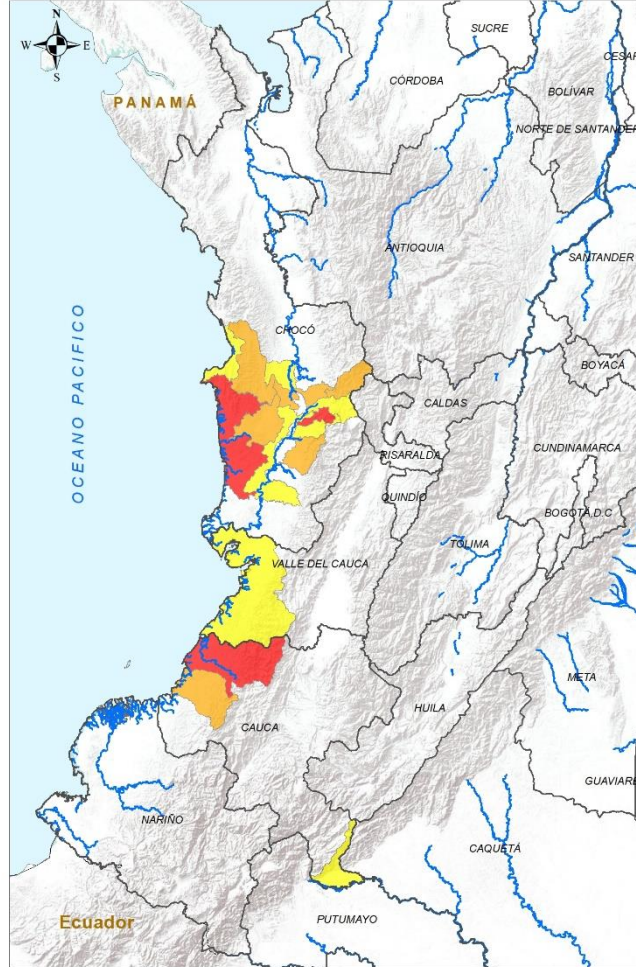 N
W E
S
SUCRE
CESAR
CÓRDOBA
BOLÍVAR
PANAMÁ
NORTE DE SANTANDER
ANTIOQUIA
SANTANDER
OCEANO PACIFICO
CHOCÓ
BOYACÁ
CALDAS
CUNDINAMARCA
RISARALDA
QUINDÍO
BOGOTÁ D.C
TOLIMA
VALLE DEL CAUCA
META
HUILA
CAUCA
GUAVIARE
NARIÑO
CAQUETÁ
Ecuador
PUTUMAYO